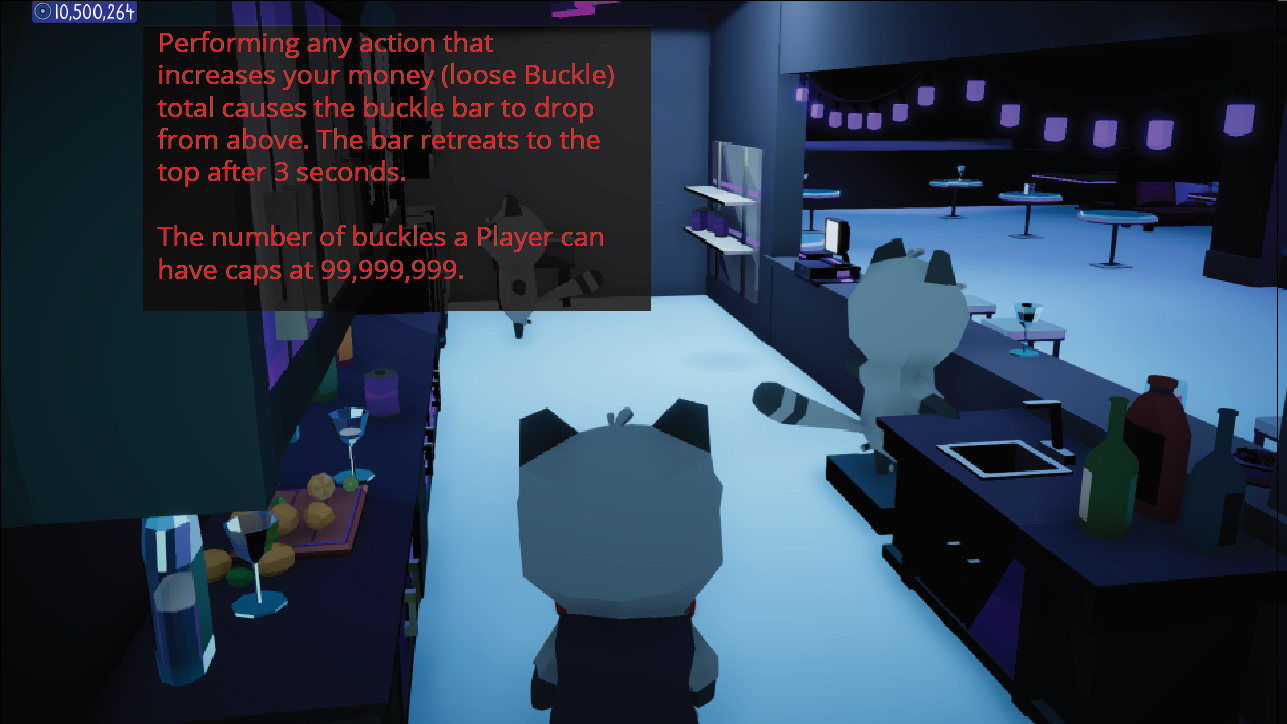 10,500,264
Performing any action that
increases your money (loose Buckle)
total causes the buckle bar to drop
from above. The bar retreats to the
top after 3 seconds.
The number of buckles a Player can
have caps at 99,999,999.